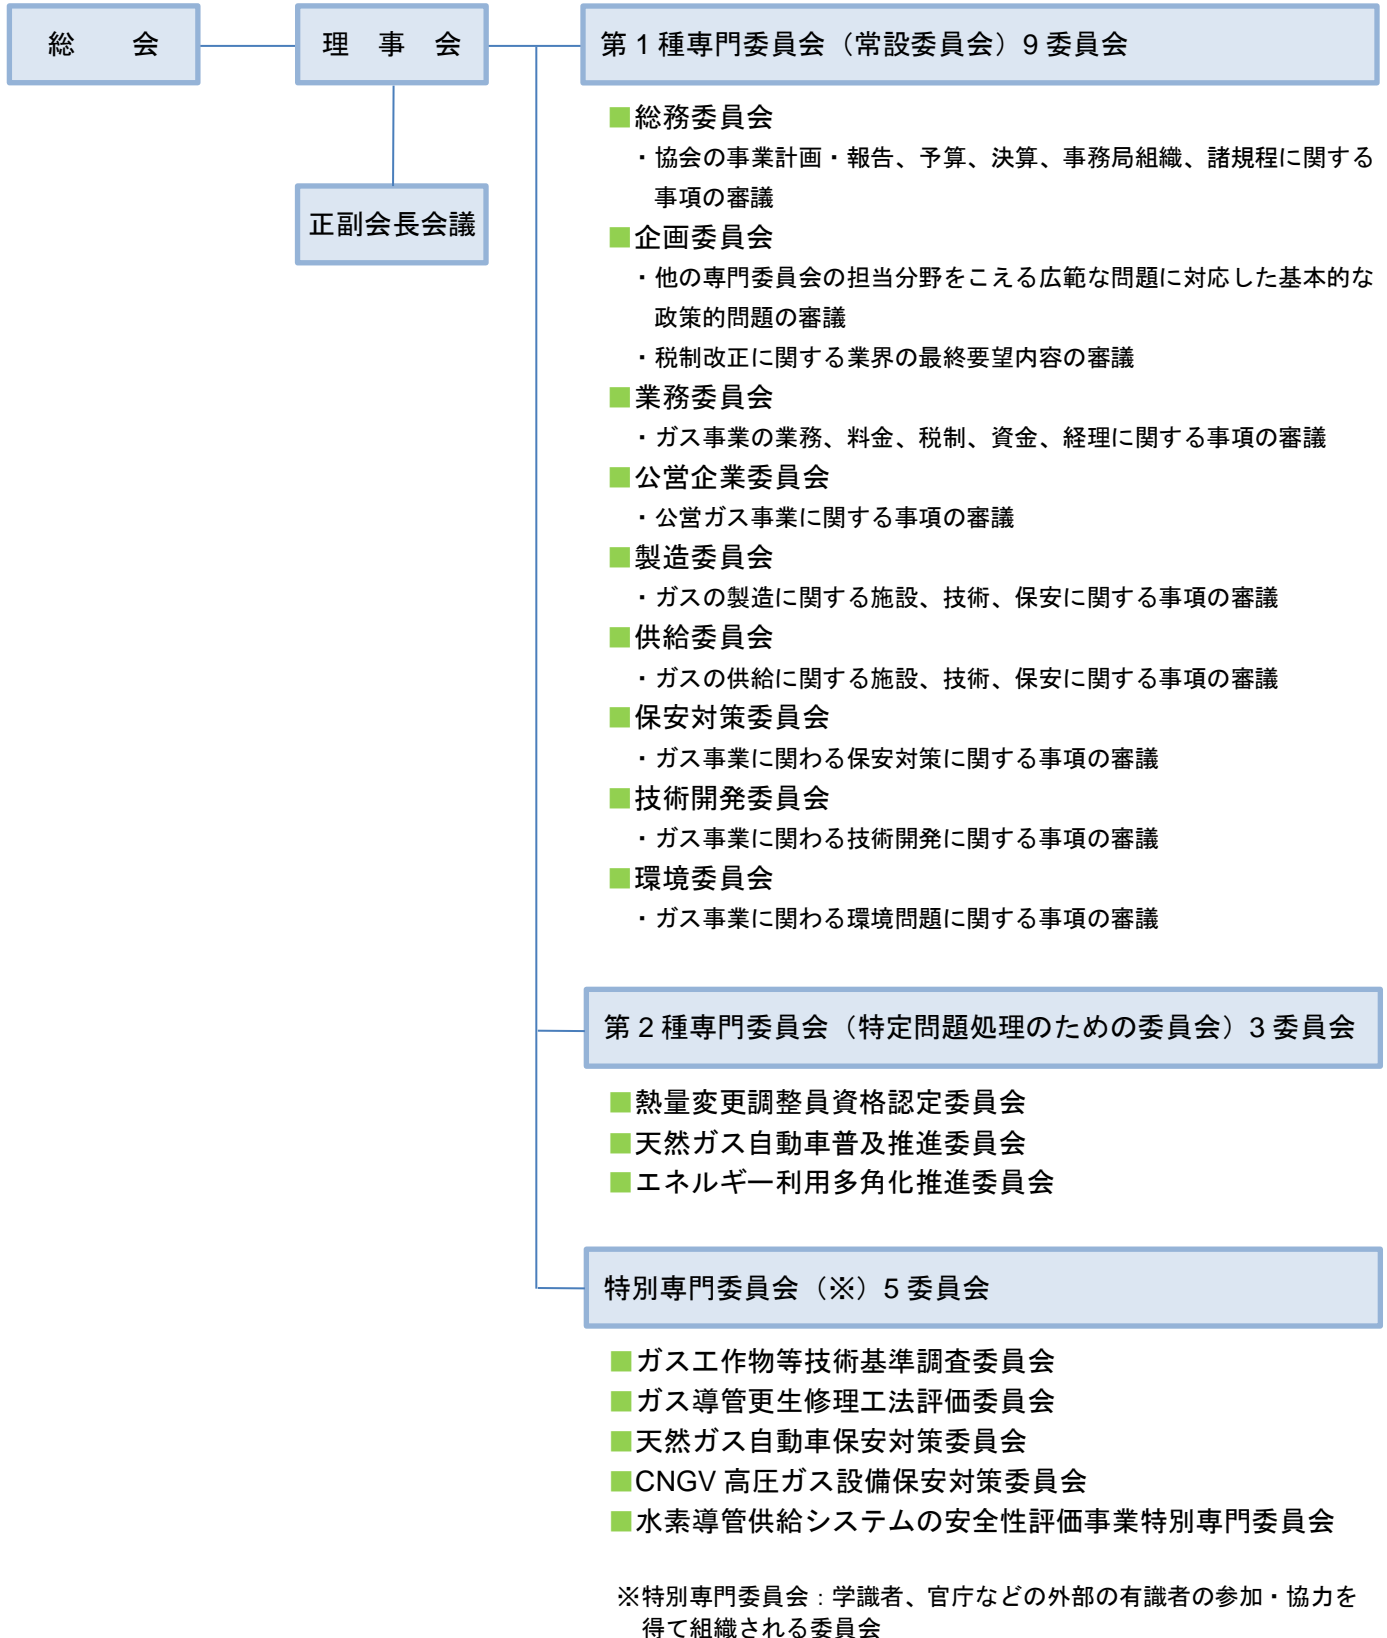 総　会
理　事　会
正副会長会議
第1種専門委員会（常設委員会）9委員会
■総務委員会
・協会の事業計画・報告、予算、決算、事務局組織、諸規程に関する
事項の審議
■企画委員会
・他の専門委員会の担当分野をこえる広範な問題に対応した基本的な
政策的問題の審議
・税制改正に関する業界の最終要望内容の審議
■業務委員会
・ガス事業の業務、料金、税制、資金、経理に関する事項の審議
■公営企業委員会
・公営ガス事業に関する事項の審議
■製造委員会
・ガスの製造に関する施設、技術、保安に関する事項の審議
■供給委員会
・ガスの供給に関する施設、技術、保安に関する事項の審議
■保安対策委員会
・ガス事業に関わる保安対策に関する事項の審議
■技術開発委員会
・ガス事業に関わる技術開発に関する事項の審議
■環境委員会
・ガス事業に関わる環境問題に関する事項の審議
第2種専門委員会（特定問題処理のための委員会）3委員会
■熱量変更調整員資格認定委員会
■天然ガス自動車普及推進委員会
■エネルギー利用多角化推進委員会
特別専門委員会（※）5委員会
■ガス工作物等技術基準調査委員会
■ガス導管更生修理工法評価委員会
■天然ガス自動車保安対策委員会
■CNGV高圧ガス設備保安対策委員会
■水素導管供給システムの安全性評価事業特別専門委員会
※特別専門委員会：学識者、官庁などの外部の有識者の参加・協力を
得て組織される委員会